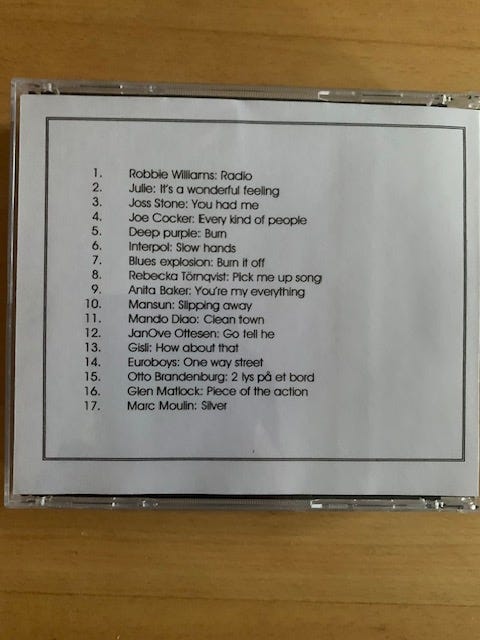 1. Robbie Williams: Radio
2. Julie: It's a wonderful feeling
3. Joss Stone: You had me
4. Joe Cocker: Every kind of people
5. Deep purple: Burn
6. Interpol: Slow hands
7. Blues explosion: Burn it off
8. Rebecka Törnqvist: Pick me up song
9. Anita Baker: You're my everything
10. Mansun: Slipping away
11. Mando Diao: Clean town
12. JanOve Ottesen: Go tell he
13. Gisli: How about that
14. Euroboys: One way street
15. Otto Brandenburg: 2 lys på et bord
16. Glen Matlock: Piece of the action
17. Marc Moulin: Silver